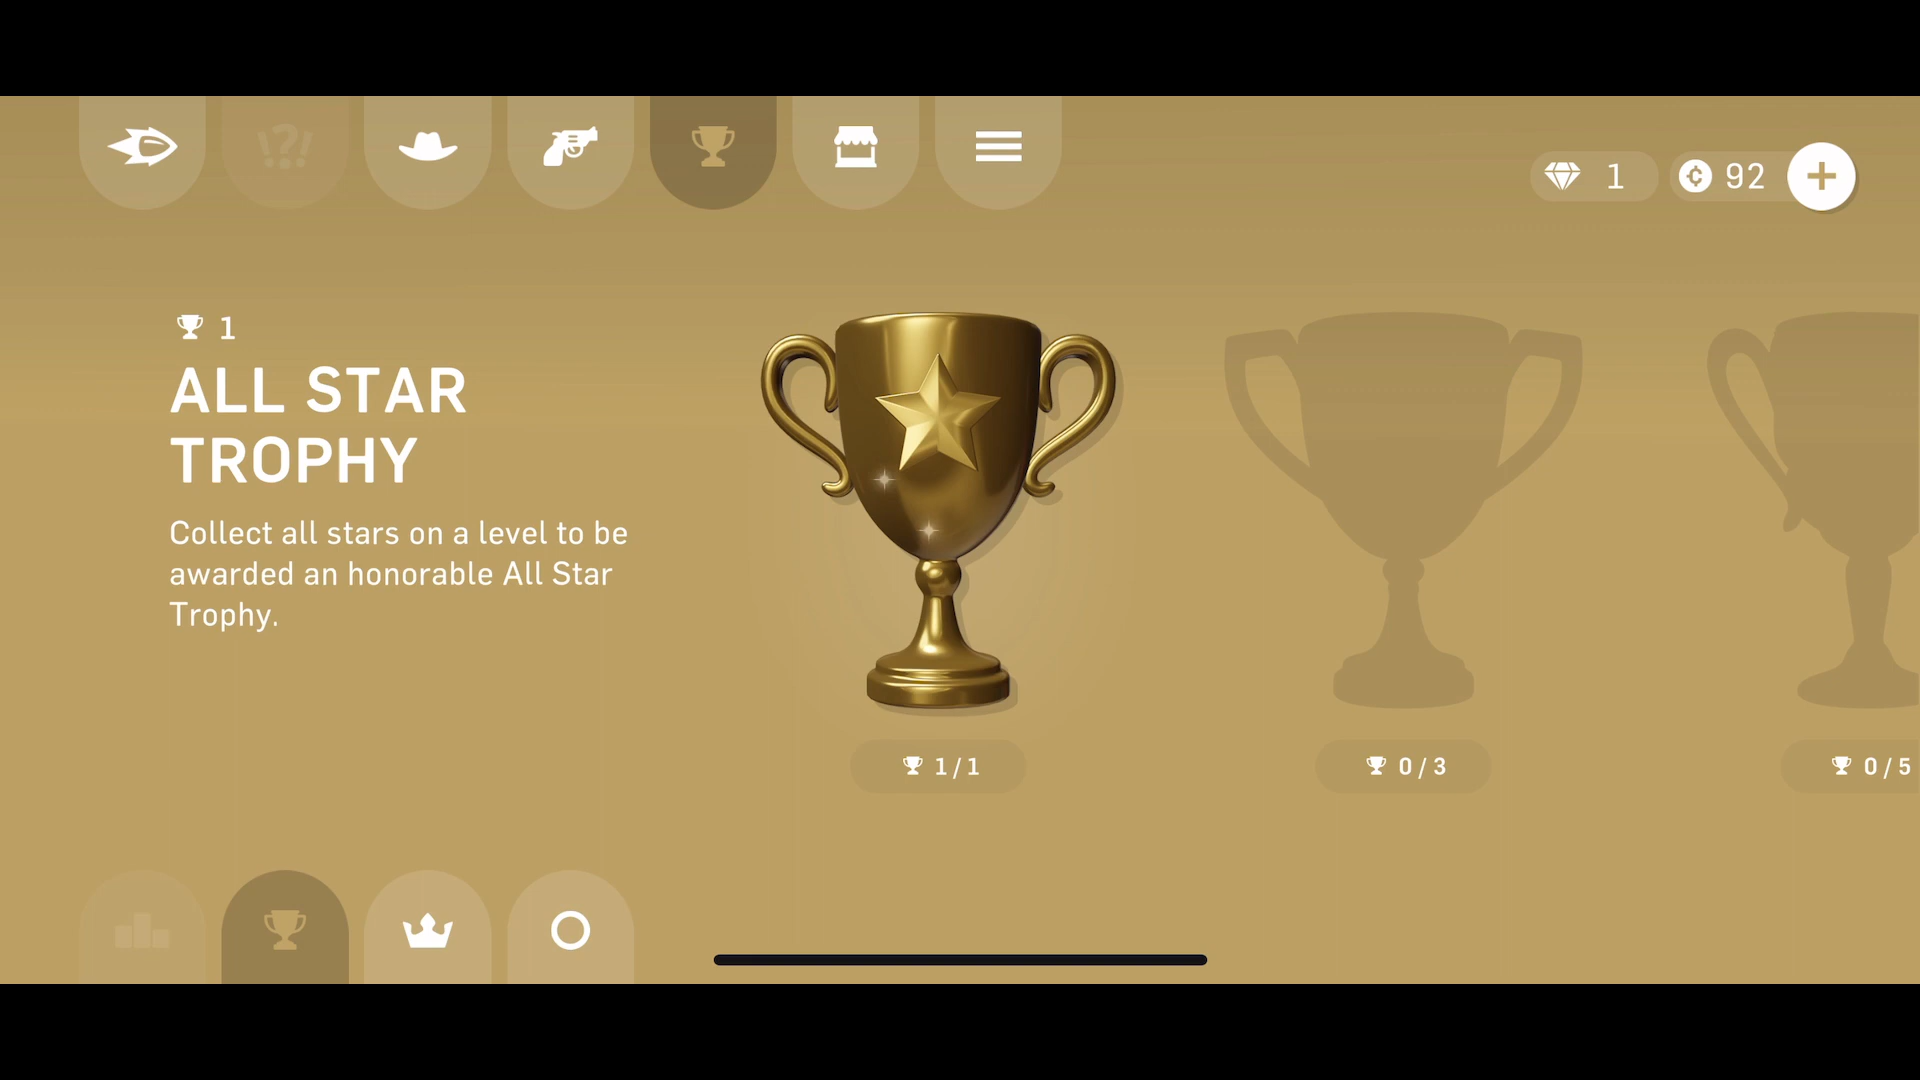 !?!
1
92
1
ALL STAR
TROPHY
Collect all stars on a level to be
awarded an honorable All Star
Trophy.
1/1
0/3
0/5